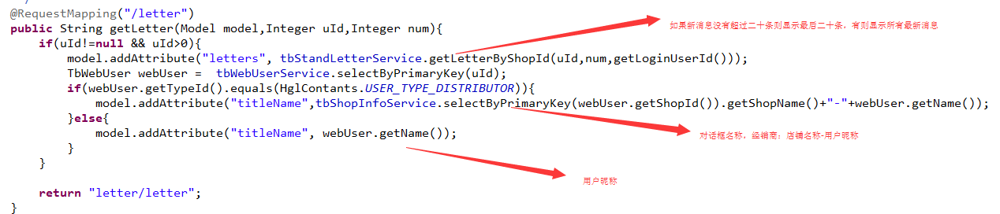 */
@RequestMapping("/letter")
public String getLetter(Model model,Integer uId,Integer num){
如果新消息没有超过二十条则显示最后二十条，有则显示所有最新消息
if(uId!=null && uId>0){
model.addAttribute("letters", tbStandLetterService.getLetterByShopId(uId,num,getLoginUserId()));
TbWebUser webUser =  tbWebUserService.selectByPrimaryKey(uId);
if(webUser.getTypeId().equals(HglContants.USER_TYPE_DISTRIBUTOR)){
model.addAttribute("titleName",tbShopInfoService.selectByPrimaryKey(webUser.getShopId()).getShopName()+"-"+webUser.getName());
}else{
model.addAttribute("titleName", webUser.getName());
对话框名称，经销商：店铺名称-用户昵称
}
}
用户昵称
return "letter/letter";
}